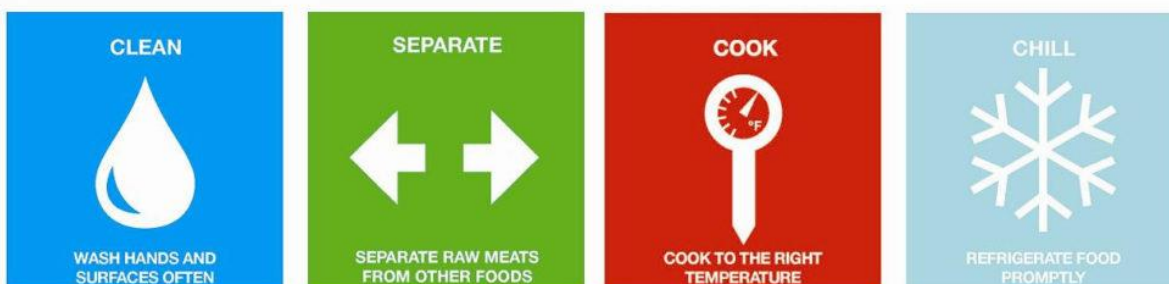 CLEAN
WASH HANDS AND
SURFACES OFTEN
SEPARATE
SEPARATE RAW MEATS
FROM OTHER FOODS
COOK
°F
COOK TO THE RIGHT
TEMPERATURE
CHILL
REFRIGERATE FOOD
PROMPTLY